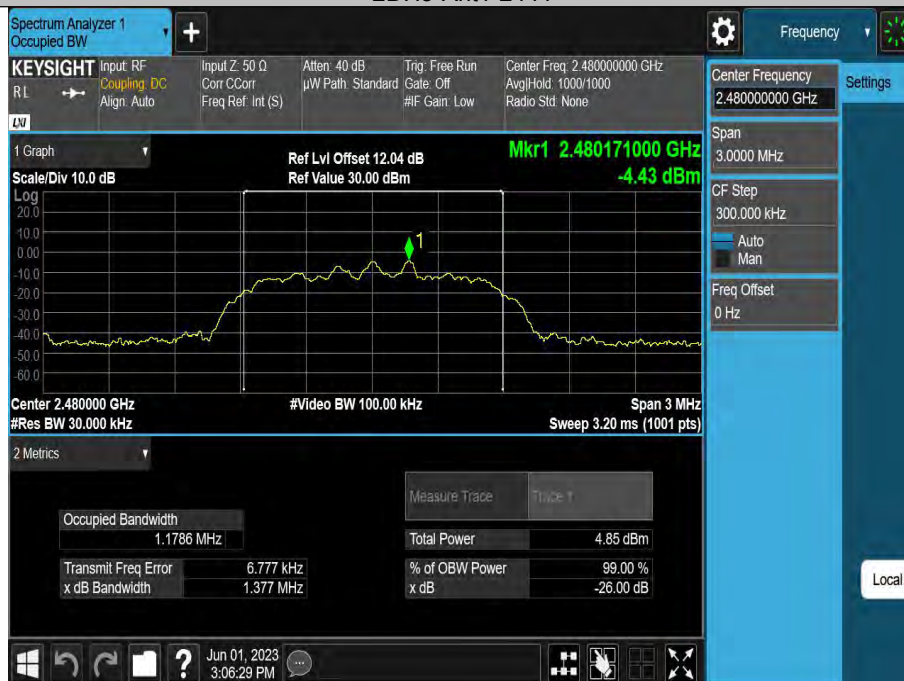 Spectrum Analyzer 1
Occupied BW
+
Frequency
KEYSIGHT
RL
LXI
Input: RF
Coupling: DC
Align: Auto
Input Z: 50 Ω
Corr CCorr
Freq Ref: Int (S)
Atten: 40 dB
µW Path: Standard
Trig: Free Run
Gate: Off
#IF Gain: Low
Center Freq: 2.480000000 GHz
Avg|Hold: 1000/1000
Radio Std: None
1 Graph
Scale/Div 10.0 dB
Ref Lvl Offset 12.04 dB
Ref Value 30.00 dBm
Mkr1 2.480171000 GHz
-4.43 dBm
Log
20.0
10.0
0.00
-10.0
-20.0
-30.0
-40.0
-50.0
-60.0
1
Center 2.480000 GHz
#Res BW 30.000 kHz
#Video BW 100.00 kHz
Span 3 MHz
Sweep 3.20 ms (1001 pts)
2 Metrics
Measure Trace
Trace 1
Occupied Bandwidth
1.1786 MHz
Total Power 4.85 dBm
Transmit Freq Error 6.777 kHz
% of OBW Power 99.00 %
x dB Bandwidth 1.377 MHz
x dB -26.00 dB
Center Frequency
2.480000000 GHz
Settings
Span
3.0000 MHz
CF Step
300.000 kHz
Auto
Man
Freq Offset
0 Hz
Local
?
Jun 01, 2023
3:06:29 PM